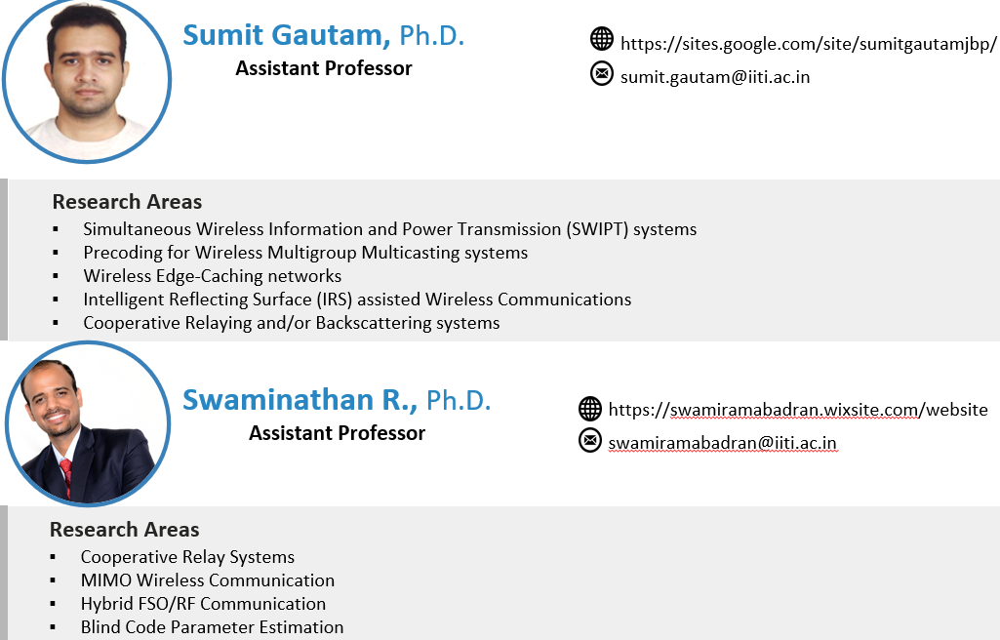 Sumit Gautam, Ph.D.
Assistant Professor
https://sites.google.com/site/sumitgautamjbp/
sumit.gautam@iiti.ac.in
Research Areas
▪ Simultaneous Wireless Information and Power Transmission (SWIPT) systems
▪ Precoding for Wireless Multigroup Multicasting systems
▪ Wireless Edge-Caching networks
▪ Intelligent Reflecting Surface (IRS) assisted Wireless Communications
▪ Cooperative Relaying and/or Backscattering systems
Swaminathan R., Ph.D.
Assistant Professor
https://swamiramabadran.wixsite.com/website
swamiramabadran@iiti.ac.in
Research Areas
▪ Cooperative Relay Systems
▪ MIMO Wireless Communication
▪ Hybrid FSO/RF Communication
▪ Blind Code Parameter Estimation